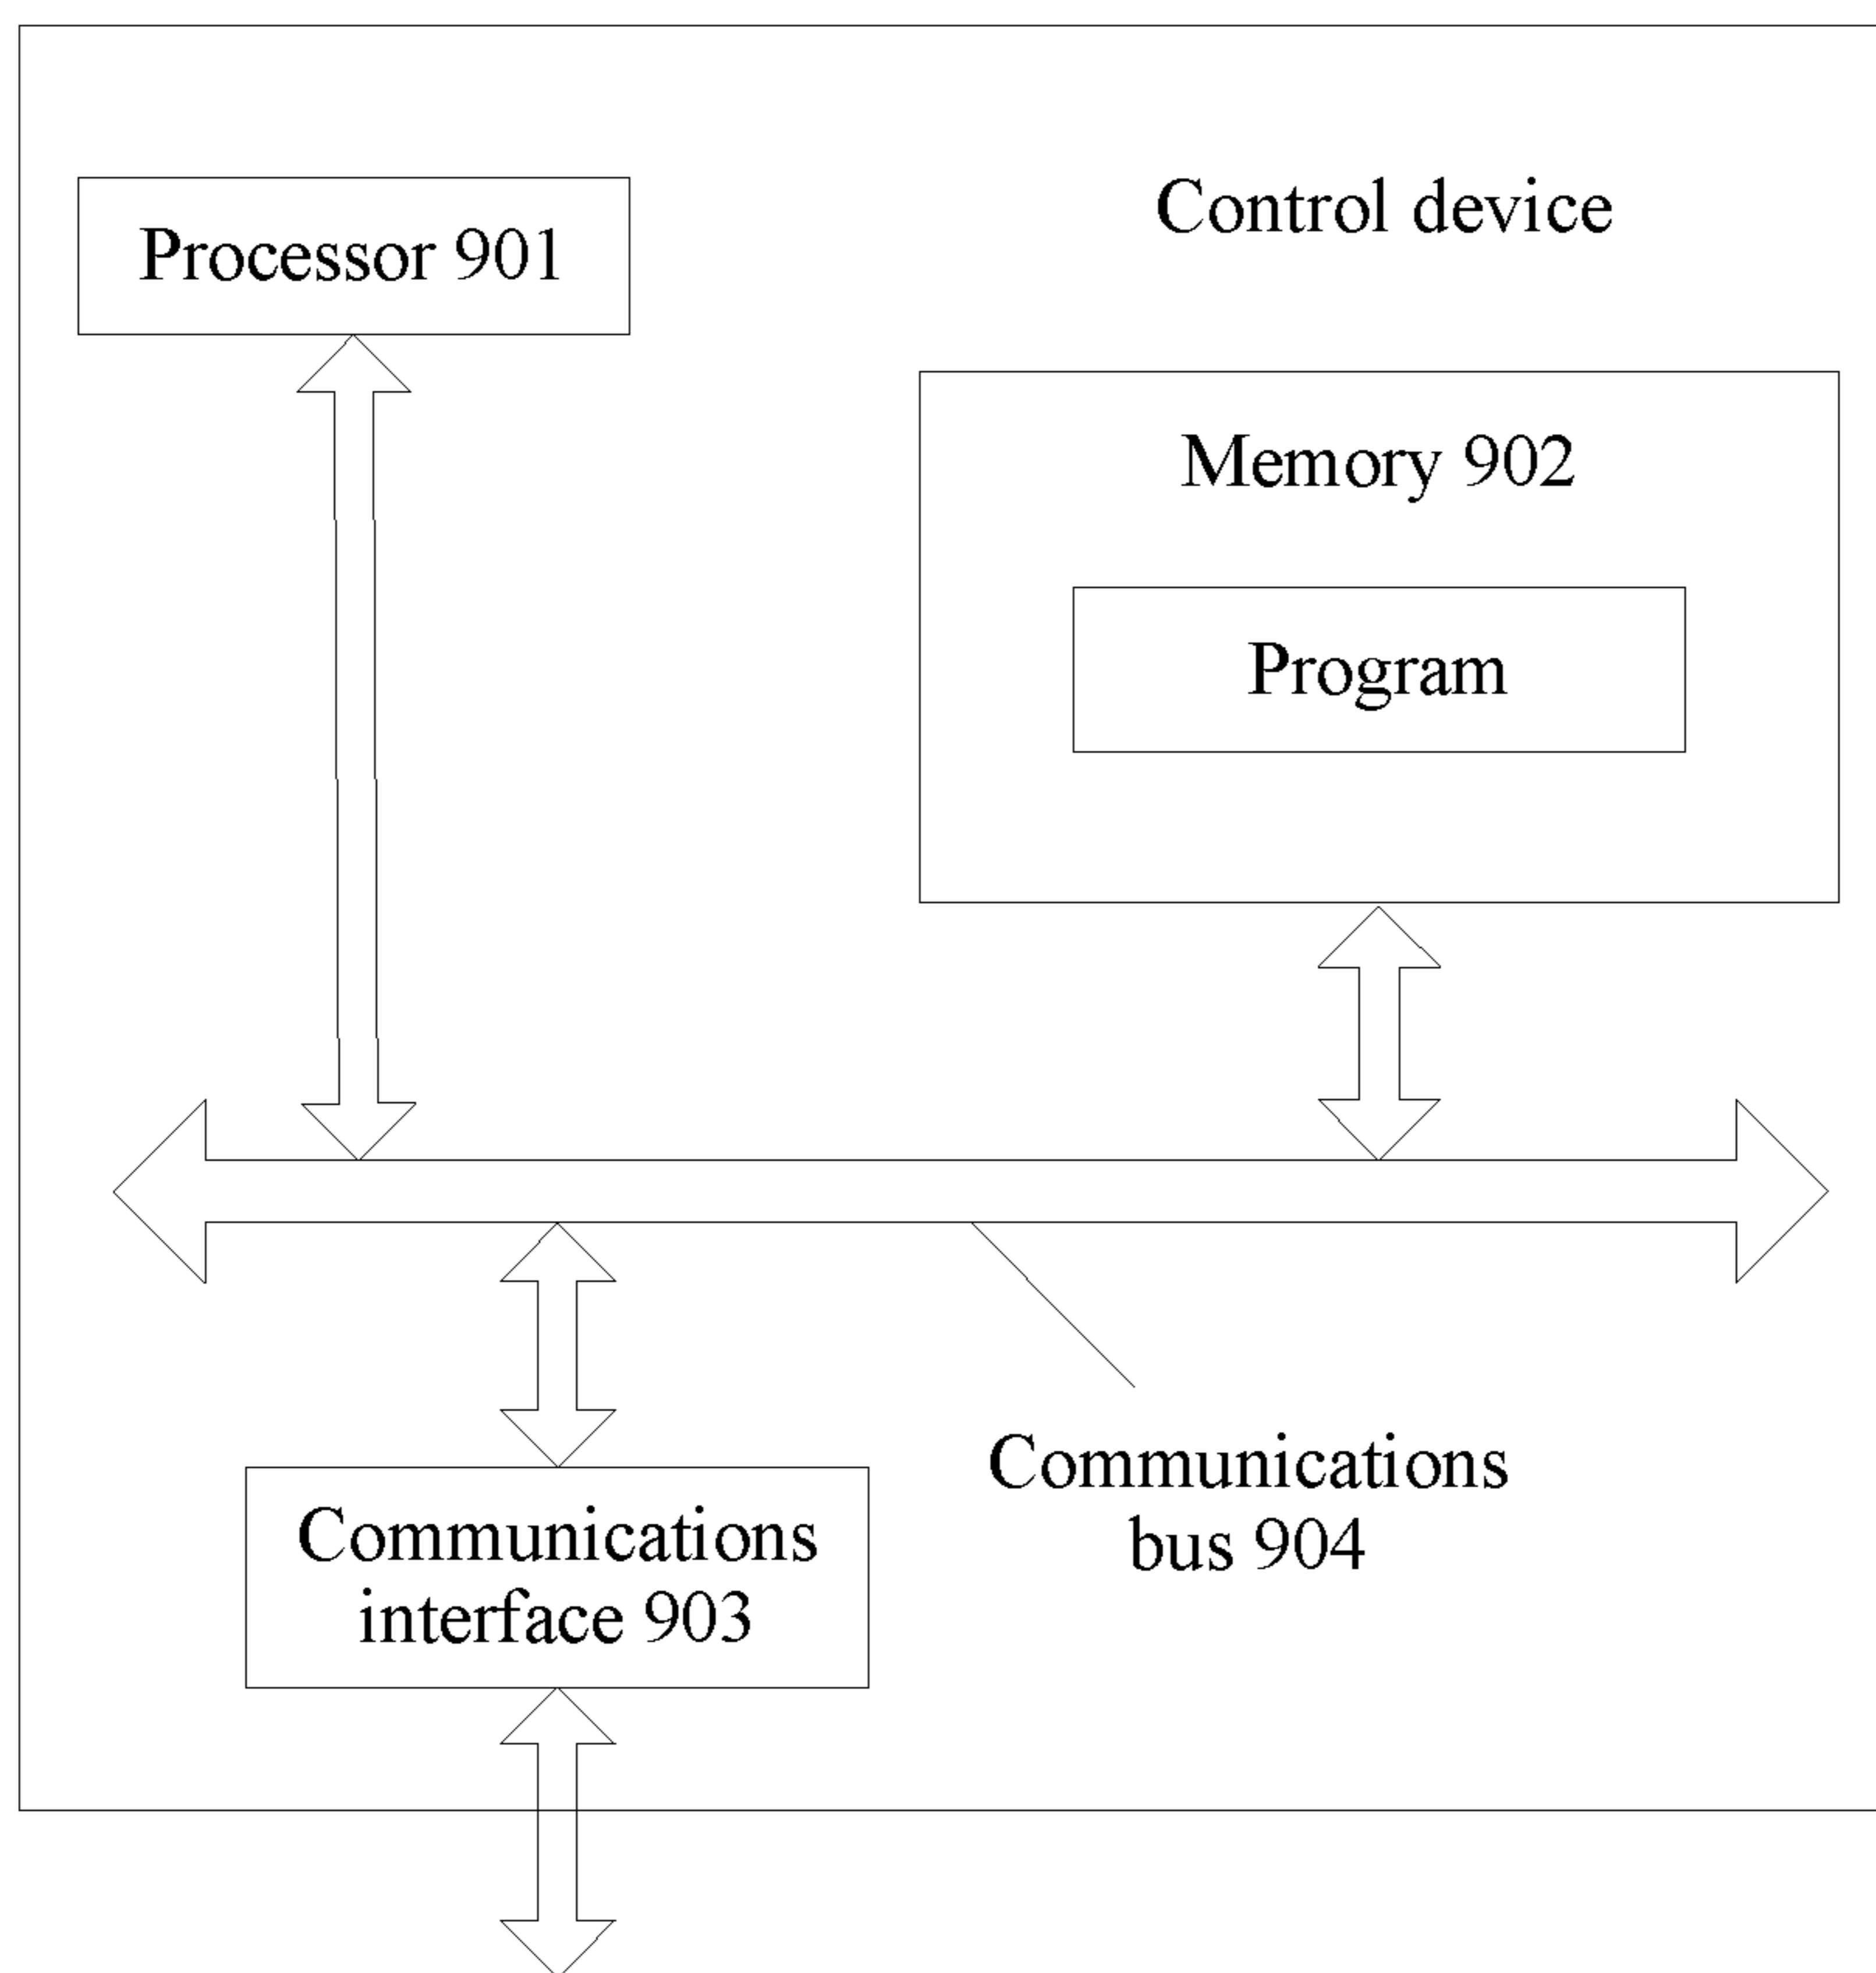 Processor 901
Control device
Memory 902
Program
Communications
bus 904
Communications
interface 903